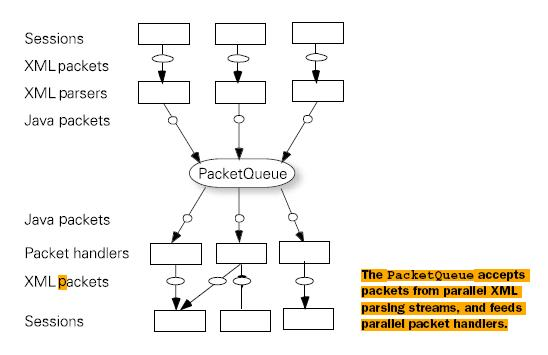 Sessions
XML packets
XML parsers
Java packets
PacketQueue
Java packets
Packet handlers
XML packets
Sessions
The PacketQueue accepts
packets from parallel XML
parsing streams, and feeds
parallel packet handlers.